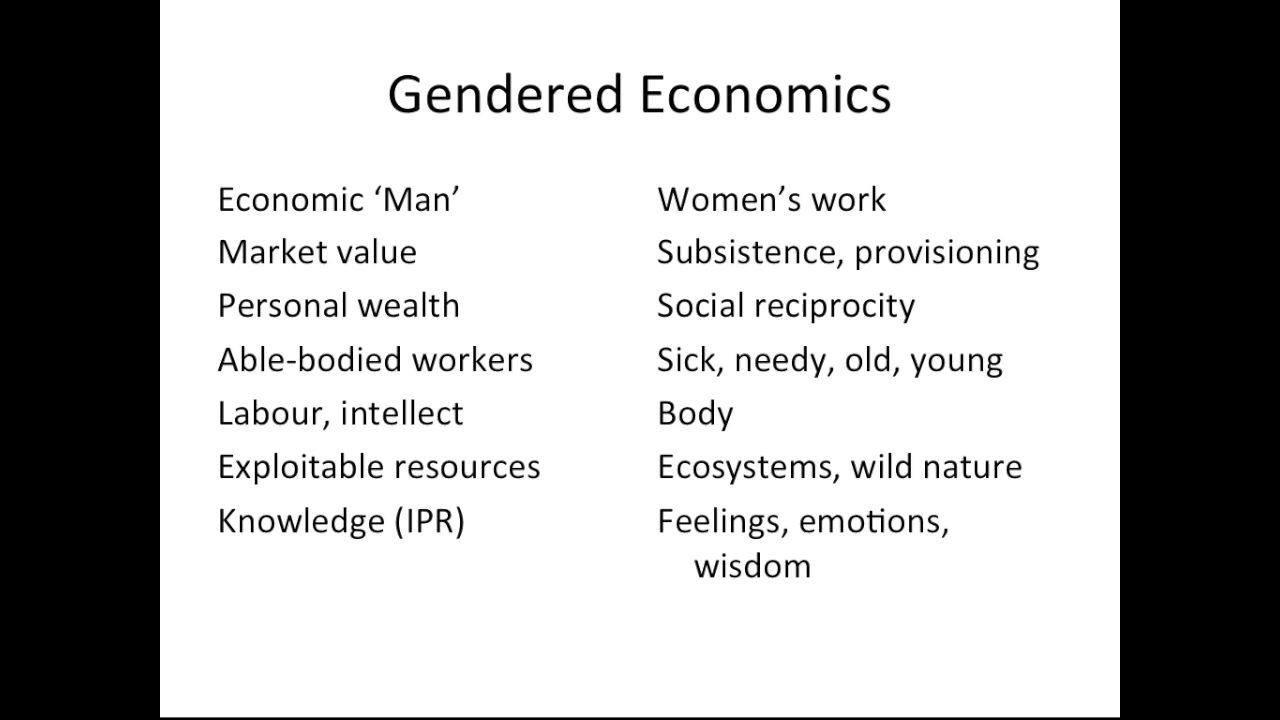 Gendered Economics
Economic ‘Man’
Market value
Personal wealth
Able-bodied workers
Labour, intellect
Exploitable resources
Knowledge (IPR)
Women’s work
Subsistence, provisioning
Social reciprocity
Sick, needy, old, young
Body
Ecosystems, wild nature
Feelings, emotions,
wisdom